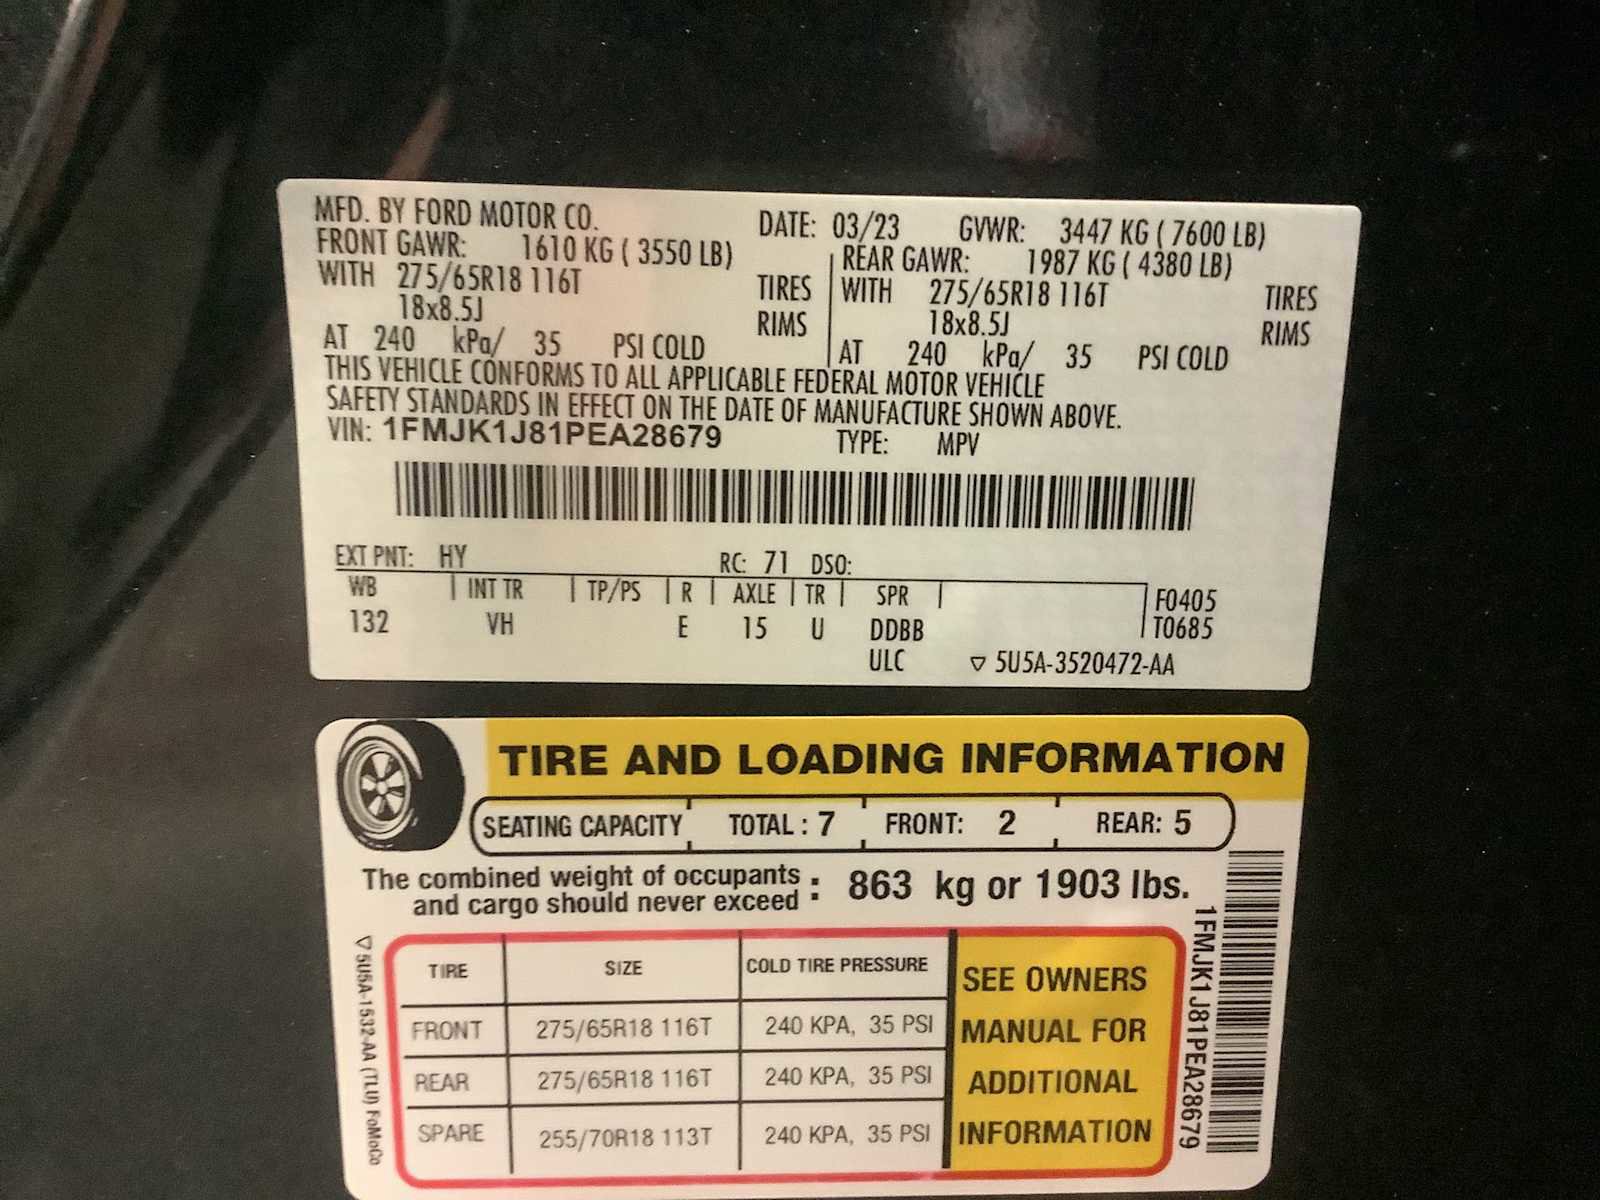 MFD. BY FORD MOTOR CO. DATE: 03/23 GVWR: 3447 KG ( 7600 LB)
FRONT GAWR: 1610 KG ( 3550 LB) REAR GAWR: 1987 KG ( 4380 LB)
WITH 275/65R18 116T TIRES WITH 275/65R18 116T TIRES
18x8.5J RIMS 18x8.5J RIMS
AT 240 kPa/ 35 PSI COLD AT 240 kPa/ 35 PSI COLD
THIS VEHICLE CONFORMS TO ALL APPLICABLE FEDERAL MOTOR VEHICLE
SAFETY STANDARDS IN EFFECT ON THE DATE OF MANUFACTURE SHOWN ABOVE.
VIN: 1FMJK1J81PEA28679 TYPE: MPV
EXT PNT: HY RC: 71 DSO:
WB INT TR TP/PS R AXLE TR SPR F0405
132 VH E 15 U DDBB T0685
ULC 5U5A-3520472-AA
TIRE AND LOADING INFORMATION
SEATING CAPACITY TOTAL : 7 FRONT: 2 REAR: 5
The combined weight of occupants
and cargo should never exceed : 863 kg or 1903 lbs.
TIRE SIZE COLD TIRE PRESSURE
FRONT 275/65R18 116T 240 KPA, 35 PSI
REAR 275/65R18 116T 240 KPA, 35 PSI
SPARE 255/70R18 113T 240 KPA, 35 PSI
SEE OWNERS
MANUAL FOR
ADDITIONAL
INFORMATION
5U5A-1532-AA (TLU) FoMoCo
1FMJK1J81PEA28679